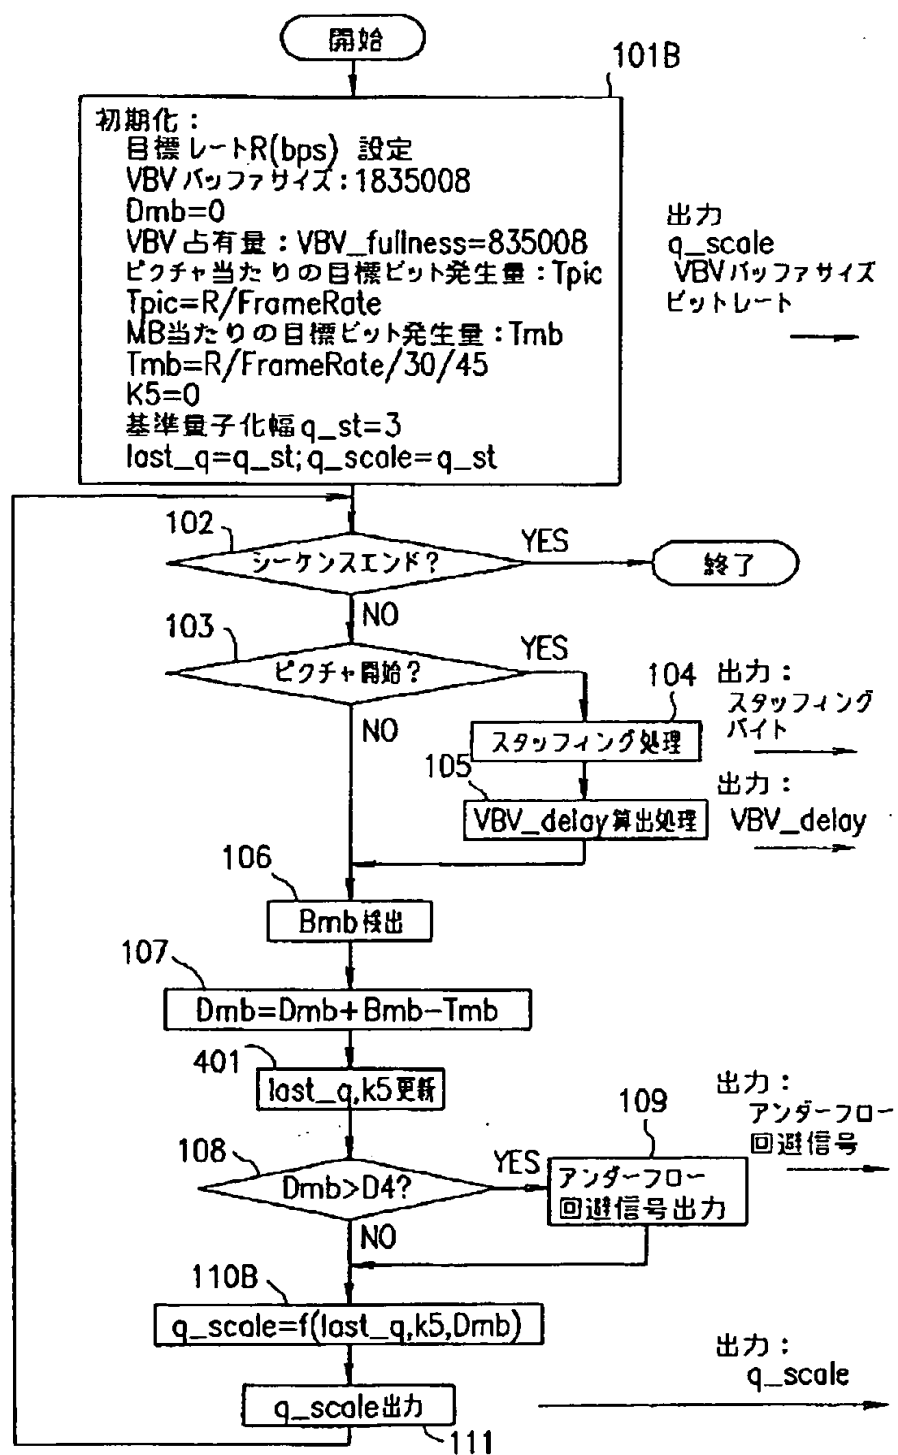 開始
101B
初期化：
目標レートR(bps) 設定
VBVバッファサイズ：1835008
Dmb=0
VBV占有量：VBV_fullness=835008
ピクチャ当たりの目標ビット発生量：Tpic
Tpic=R/FrameRate
MB当たりの目標ビット発生量：Tmb
Tmb=R/FrameRate/30/45
K5=0
基準量子化幅q_st=3
last_q=q_st;q_scale=q_st
出力
q_scale
VBVバッファサイズ
ビットレート
102
シーケンスエンド？
YES
終了
NO
103
ピクチャ開始？
YES
NO
104
スタッフィング処理
出力：
スタッフィング
バイト
105
VBV_delay算出処理
出力：
VBV_delay
106
Bmb検出
107
Dmb=Dmb+Bmb-Tmb
401
last_q,k5更新
108
Dmb>D4?
YES
NO
109
アンダーフロー
回避信号出力
出力：
アンダーフロー
回避信号
110B
q_scale=f(last_q,k5,Dmb)
q_scale出力
111
出力：
q_scale